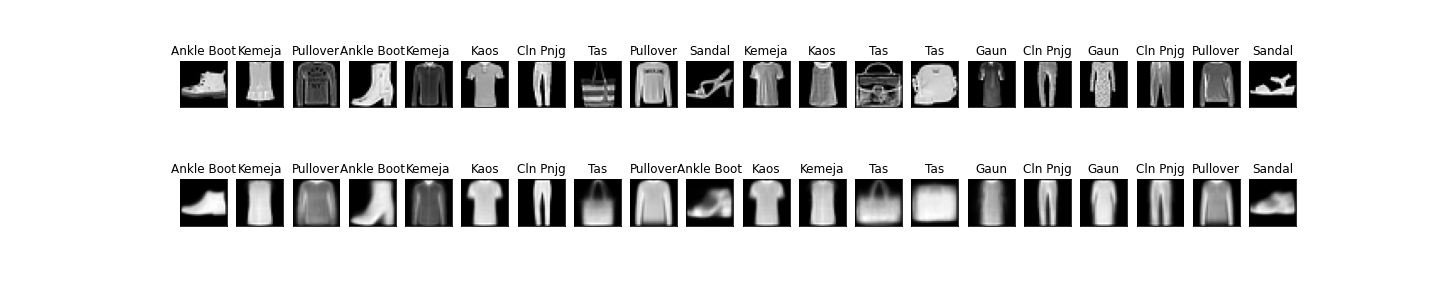 Ankle Boot Kemeja Pullover Ankle Boot Kemeja Kaos Cln Pnjg Tas Pullover Sandal Kemeja Kaos Tas Tas Gaun Cln Pnjg Gaun Cln Pnjg Pullover Sandal
Ankle Boot Kemeja Pullover Ankle Boot Kemeja Kaos Cln Pnjg Tas Pullover Ankle Boot Kaos Kemeja Tas Tas Gaun Cln Pnjg Gaun Cln Pnjg Pullover Sandal